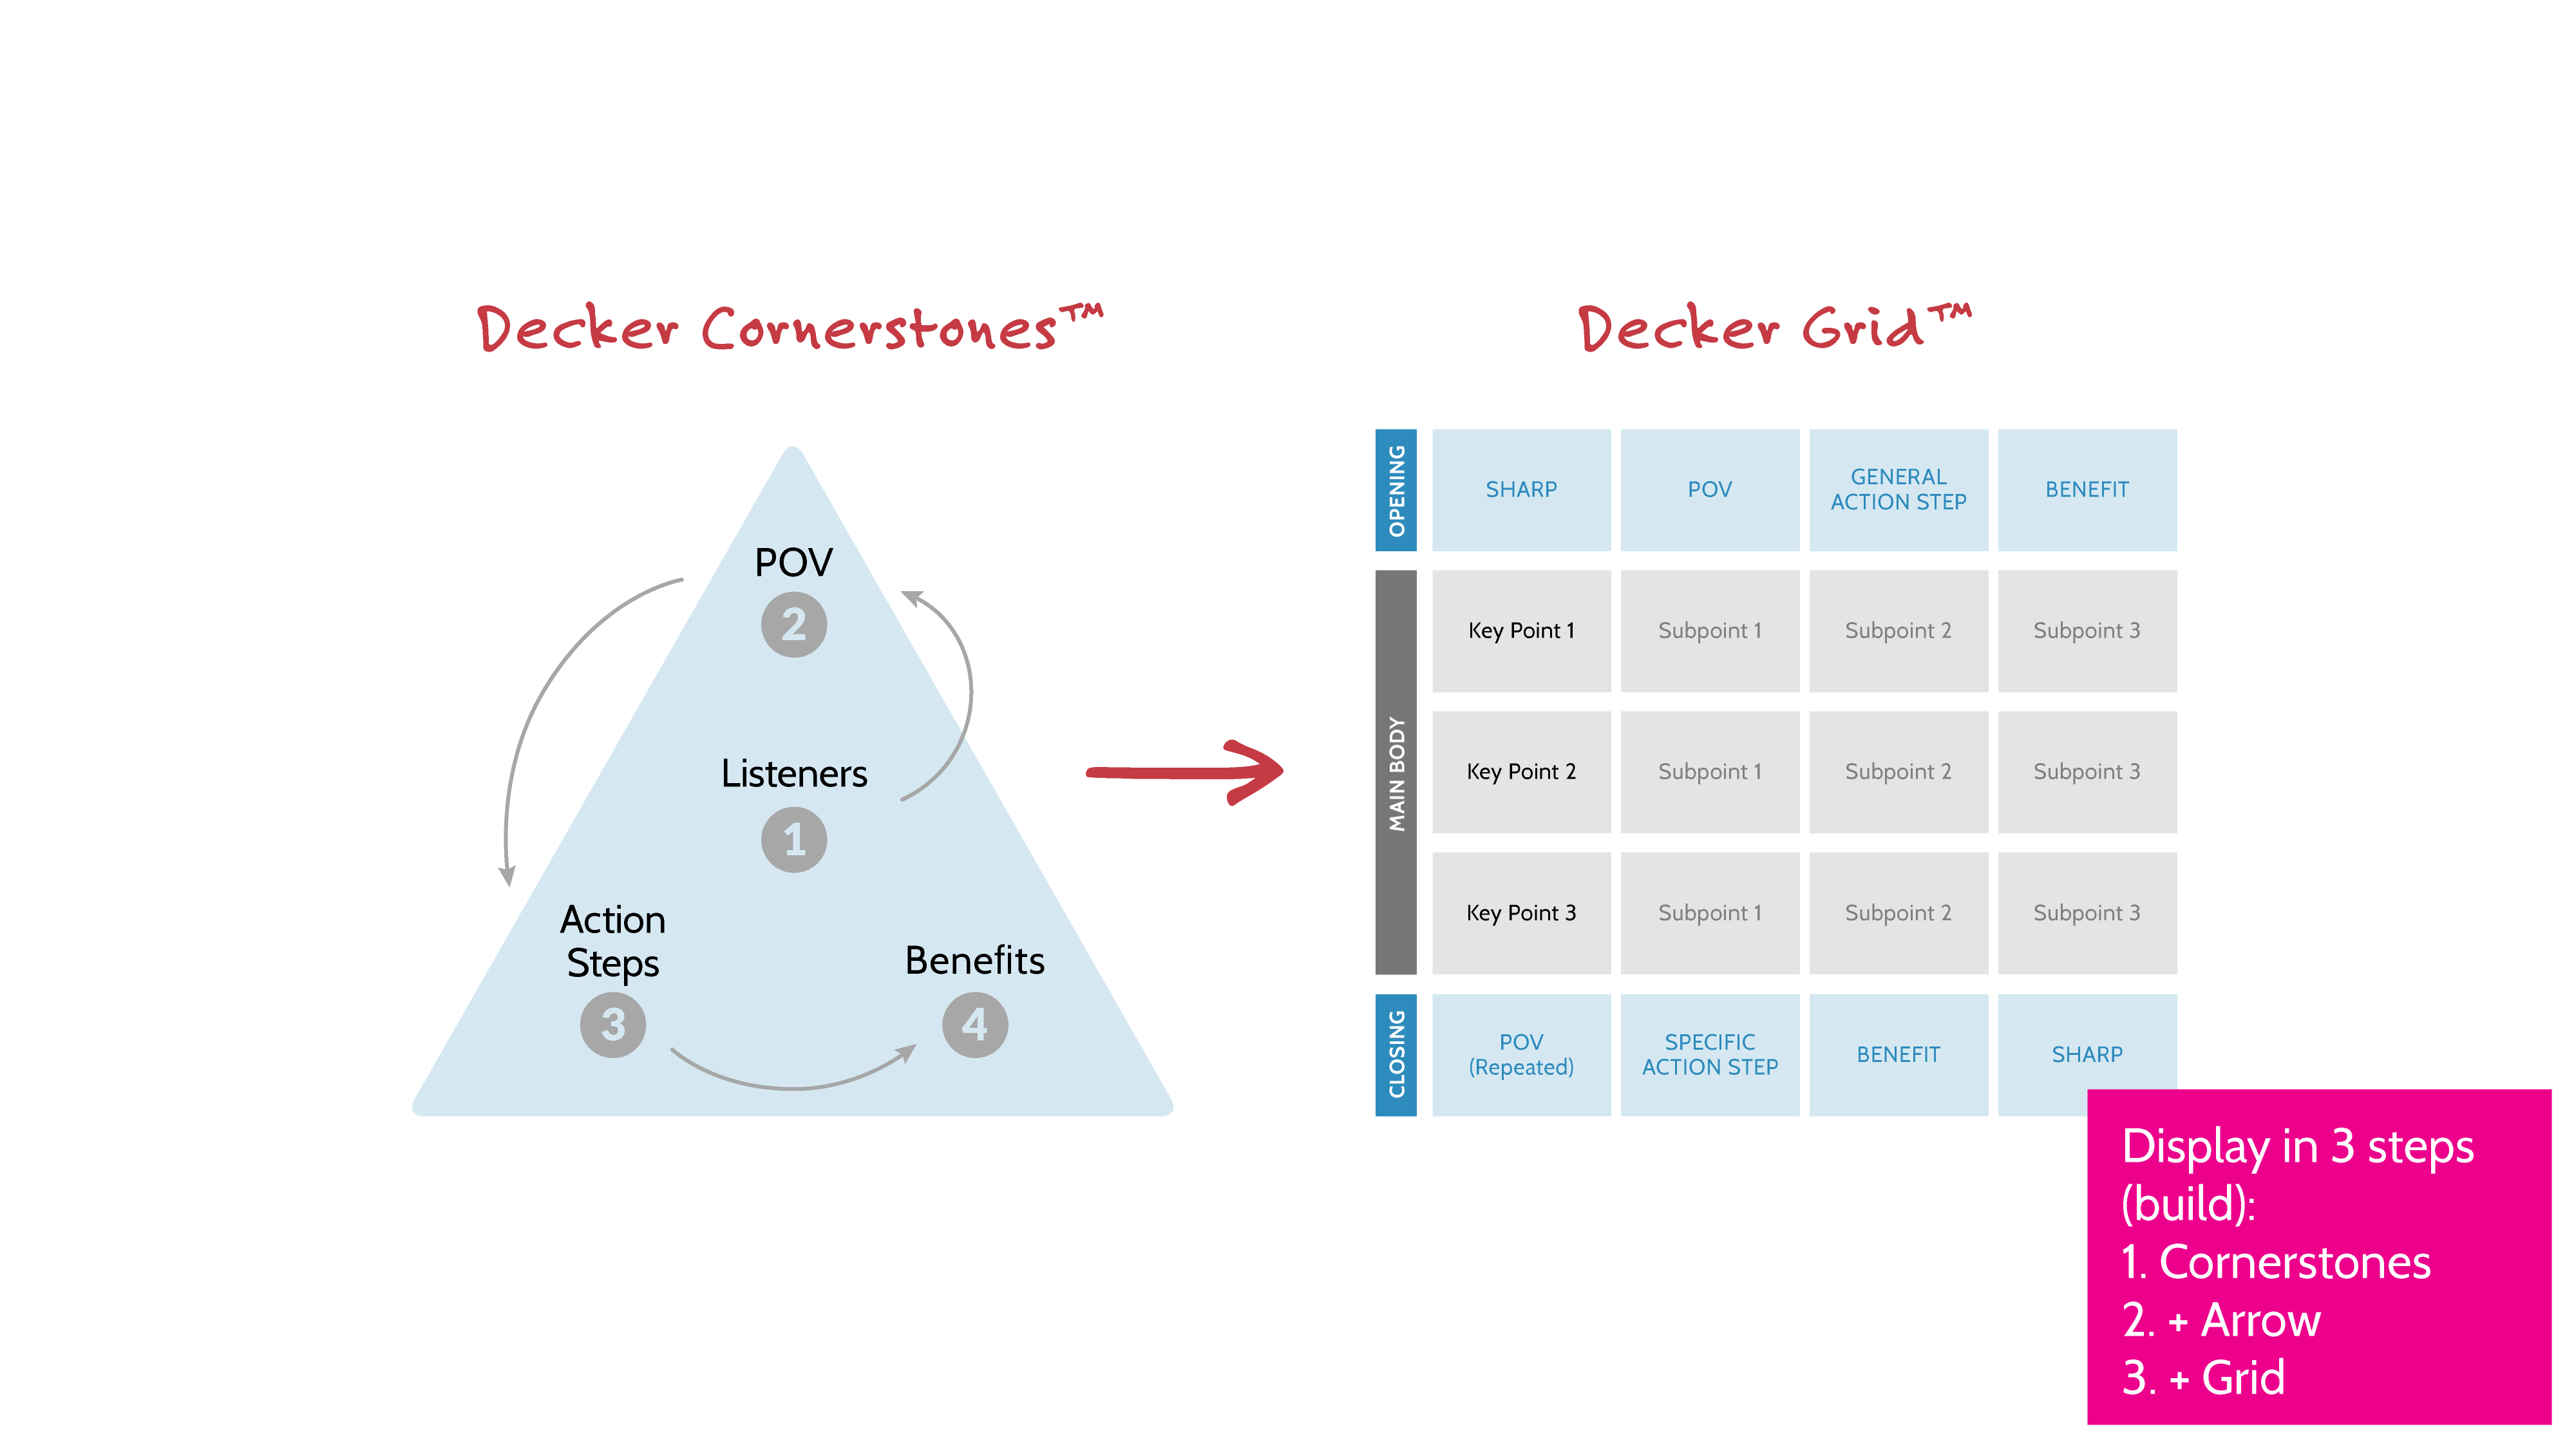 Decker Cornerstones™
POV
2
Listeners
1
Action
Steps
3
Benefits
4
Decker Grid™
OPENING
SHARP
POV
GENERAL
ACTION STEP
BENEFIT
MAIN BODY
Key Point 1
Subpoint 1
Subpoint 2
Subpoint 3
Key Point 2
Subpoint 1
Subpoint 2
Subpoint 3
Key Point 3
Subpoint 1
Subpoint 2
Subpoint 3
CLOSING
POV
(Repeated)
SPECIFIC
ACTION STEP
BENEFIT
SHARP
Display in 3 steps
(build):
1. Cornerstones
2. + Arrow
3. + Grid